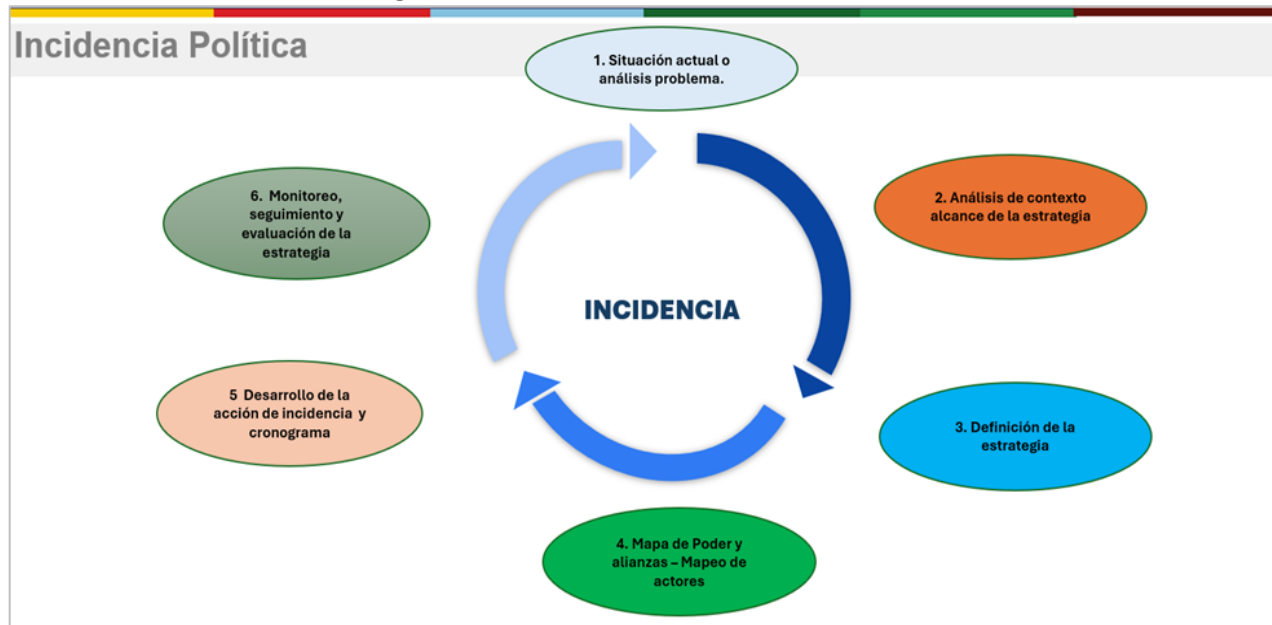 Incidencia Política
1. Situación actual o
análisis problema.
2. Análisis de contexto
alcance de la estrategia
3. Definición de la
estrategia
4. Mapa de Poder y
alianzas – Mapeo de
actores
5 Desarrollo de la
acción de incidencia y
cronograma
6. Monitoreo,
seguimiento y
evaluación de la
estrategia
INCIDENCIA